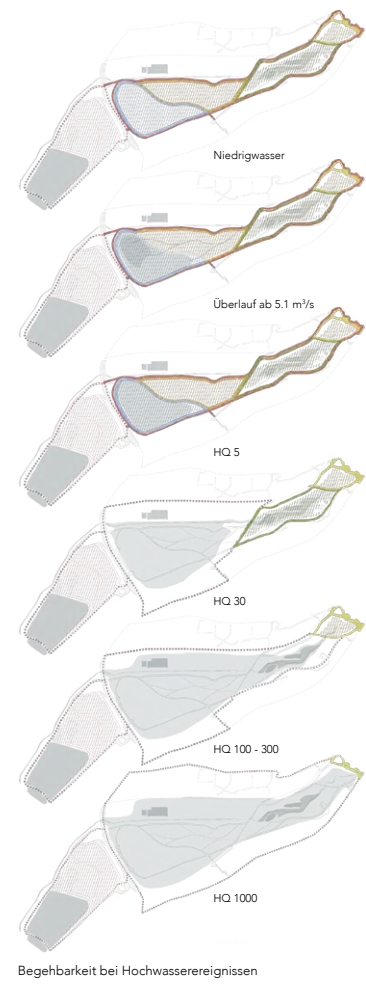 Niedrigwasser
Überlauf ab 5.1 m³/s
HQ 5
HQ 30
HQ 100 - 300
HQ 1000
Begehbarkeit bei Hochwasserereignissen